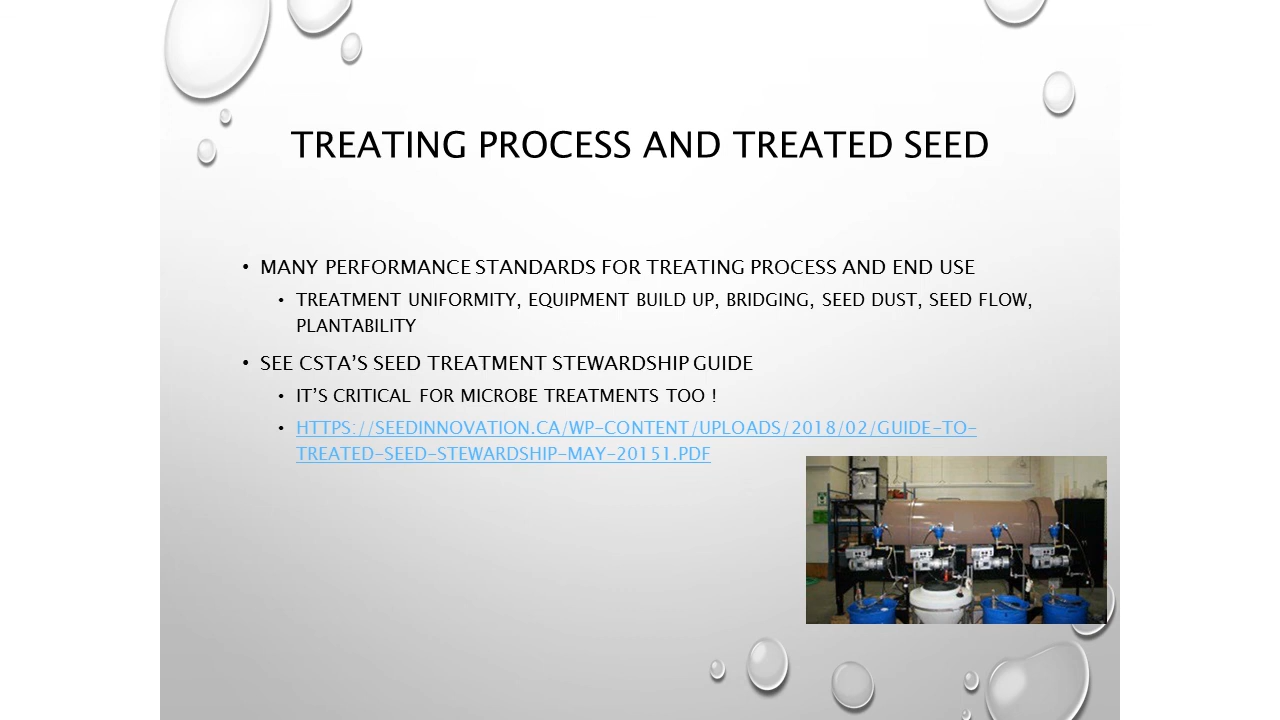 TREATING PROCESS AND TREATED SEED
• MANY PERFORMANCE STANDARDS FOR TREATING PROCESS AND END USE
• TREATMENT UNIFORMITY, EQUIPMENT BUILD UP, BRIDGING, SEED DUST, SEED FLOW,
PLANTABILITY
• SEE CSTA'S SEED TREATMENT STEWARDSHIP GUIDE
• IT'S CRITICAL FOR MICROBE TREATMENTS TOO !
• HTTPS://SEEDINNOVATION.CA/WP-CONTENT/UPLOADS/2018/02/GUIDE-TO-
TREATED-SEED-STEWARDSHIP-MAY-20151.PDF